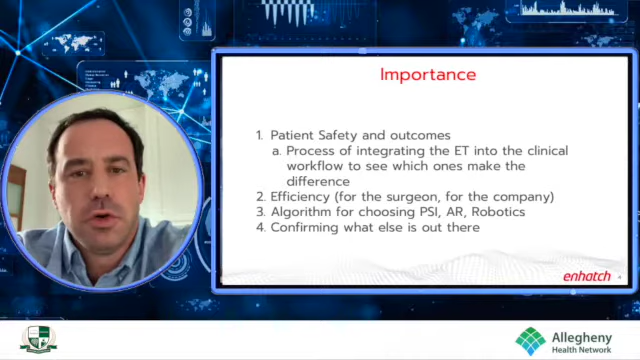 Importance
1. Patient Safety and outcomes
a. Process of integrating the ET into the clinical
workflow to see which ones make the
difference
2. Efficiency (for the surgeon, for the company)
3. Algorithm for choosing PSI, AR, Robotics
4. Confirming what else is out there
enhatch
Allegheny
Health Network